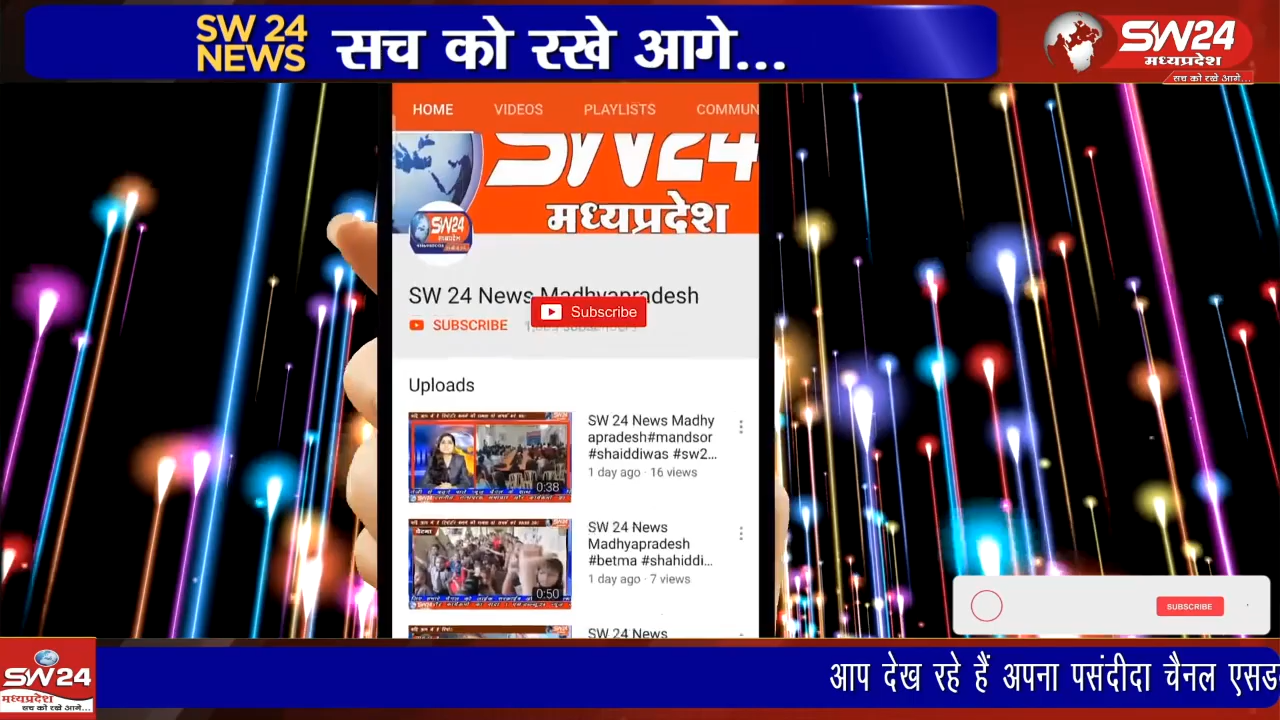 SW 24
NEWS
सच को रखे आगे...
SW24
मध्यप्रदेश
सच को रखे आगे...
HOME VIDEOS PLAYLISTS COMMUN
SW24
मध्यप्रदेश
SW24
SW 24 News Madhyapradesh
Subscribe
SUBSCRIBE
Uploads
SW 24 News Madhy
apradesh#mandsor
#shaiddiwas #sw2...
1 day ago · 16 views
0:38
SW 24 News
Madhyapradesh
#betma #shahiddi...
1 day ago · 7 views
बेटमा
0:50
SW 24 News
SUBSCRIBE
SW24
मध्यप्रदेश
सच को रखे आगे...
आप देख रहे हैं अपना पसंदीदा चैनल एसड